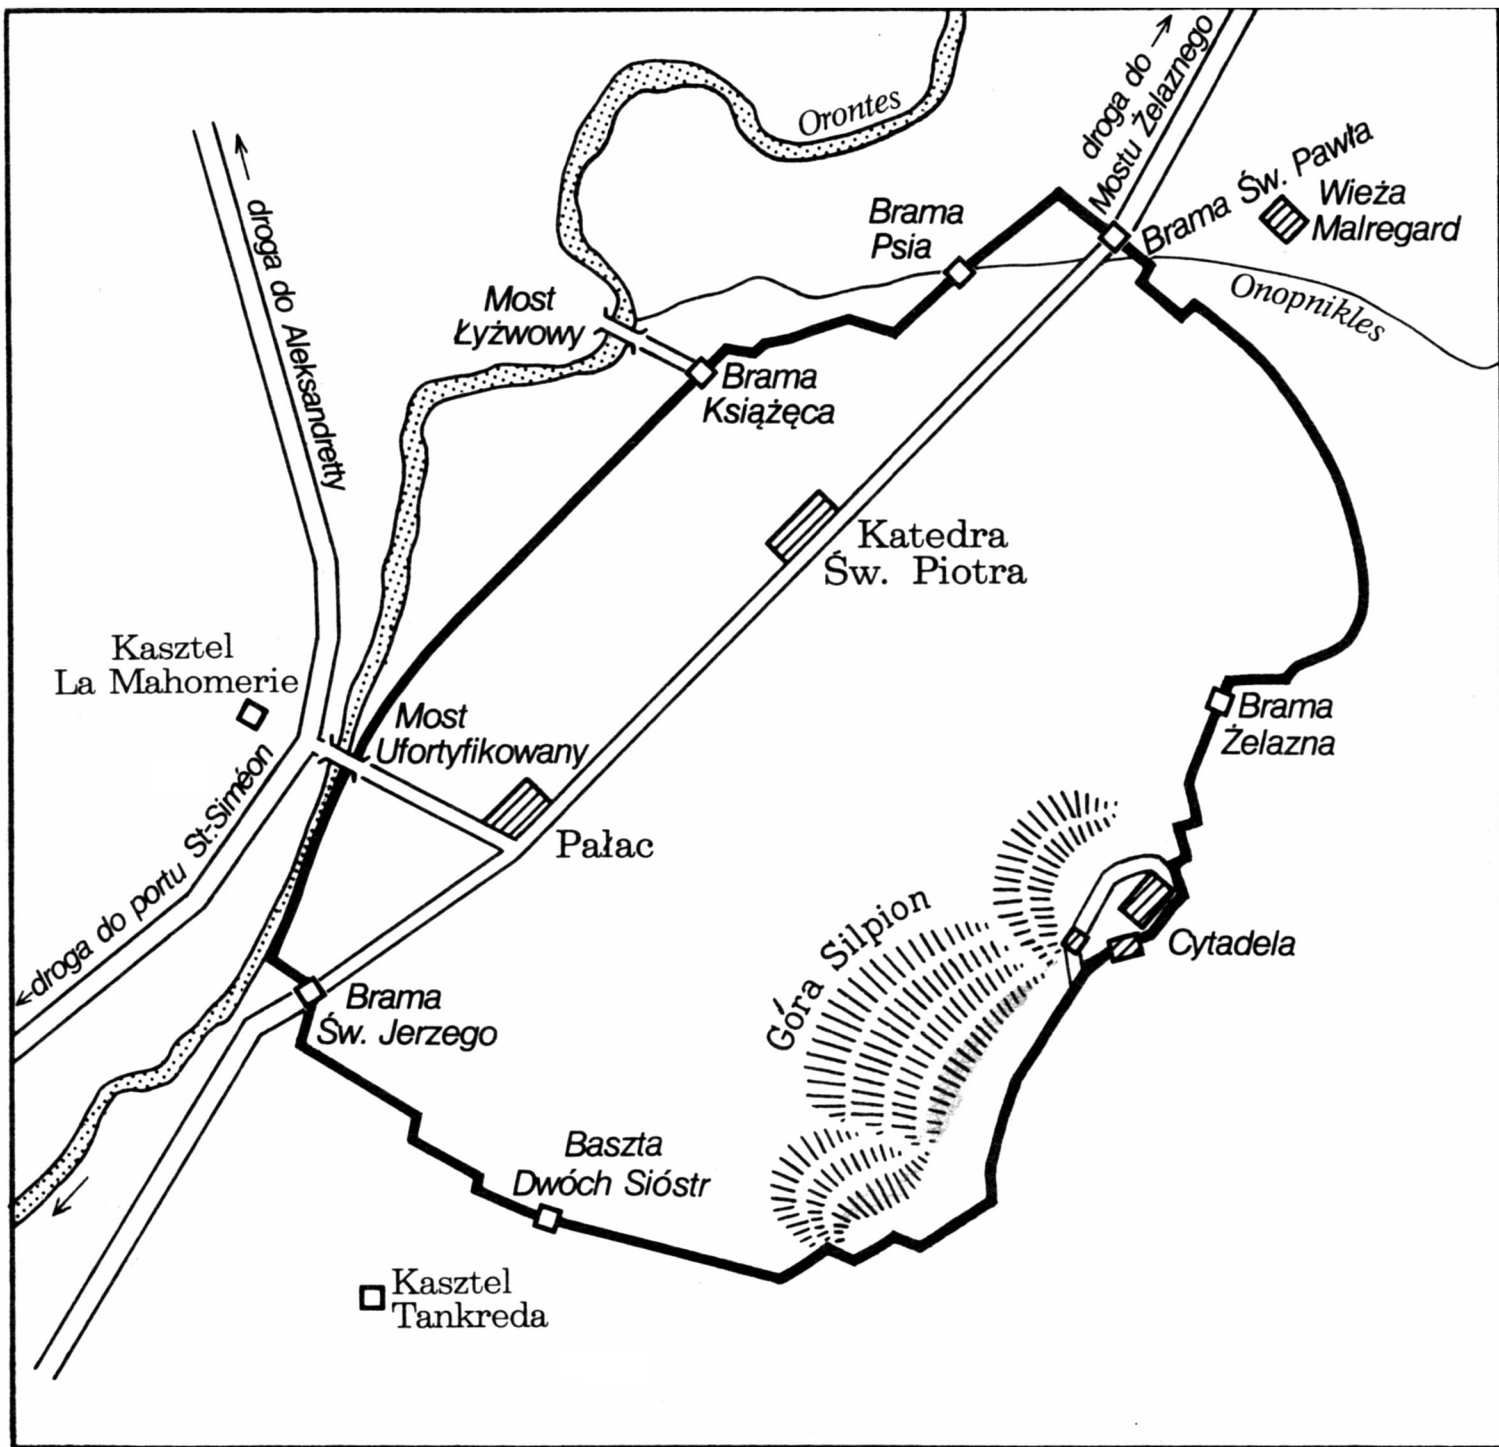 Orontes
droga do →
Mostu Żelaznego
Brama Św. Pawła
Wieża
Malregard
Brama
Psia
Onopnikles
← droga do Aleksandretty
Most
Łyżwowy
Brama
Książęca
Katedra
Św. Piotra
Kasztel
La Mahomerie
Most
Ufortyfikowany
Brama
Żelazna
Pałac
←droga do portu St-Siméon
Góra Silpion
Cytadela
Brama
Św. Jerzego
Baszta
Dwóch Sióstr
Kasztel
Tankreda